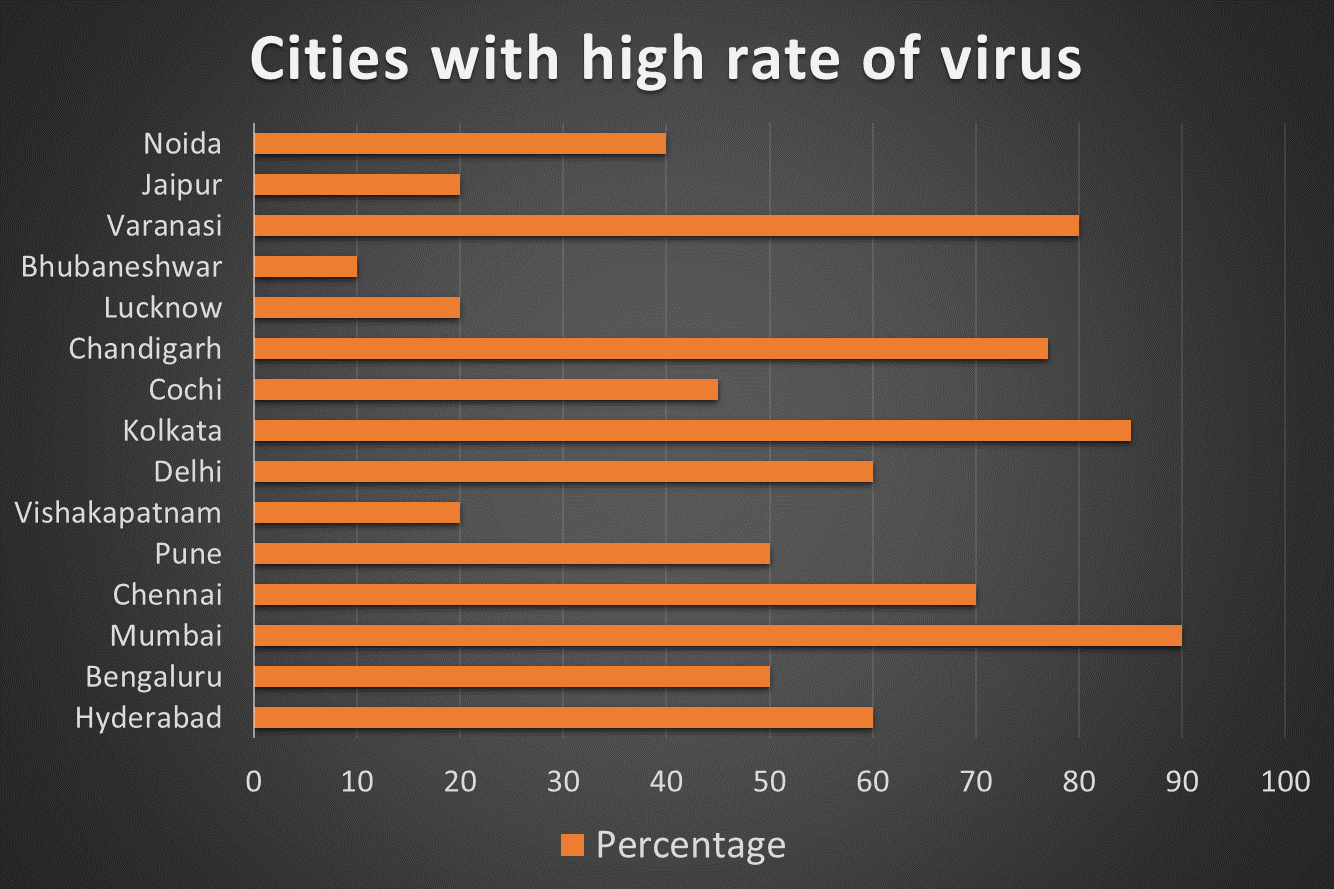 Cities with high rate of virus
Noida
Jaipur
Varanasi
Bhubaneshwar
Lucknow
Chandigarh
Cochi
Kolkata
Delhi
Vishakapatnam
Pune
Chennai
Mumbai
Bengaluru
Hyderabad
0 10 20 30 40 50 60 70 80 90 100
Percentage